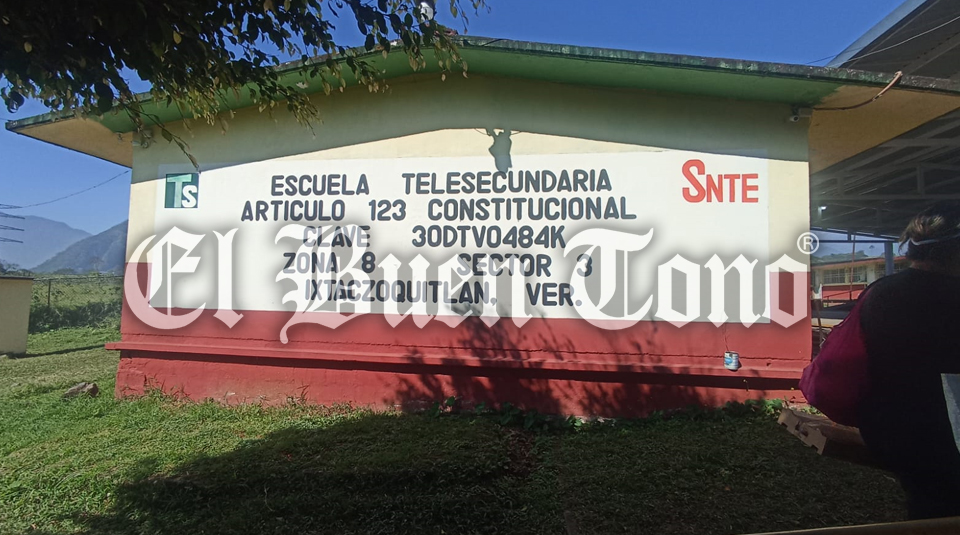 Ts
ESCUELA TELESECUNDARIA
SNTE
ARTICULO 123 CONSTITUCIONAL
CLAVE 30DTV0484K
ZONA 8 SECTOR 3
El Buen Tono®
IXTACZOQUITLAN. VER.